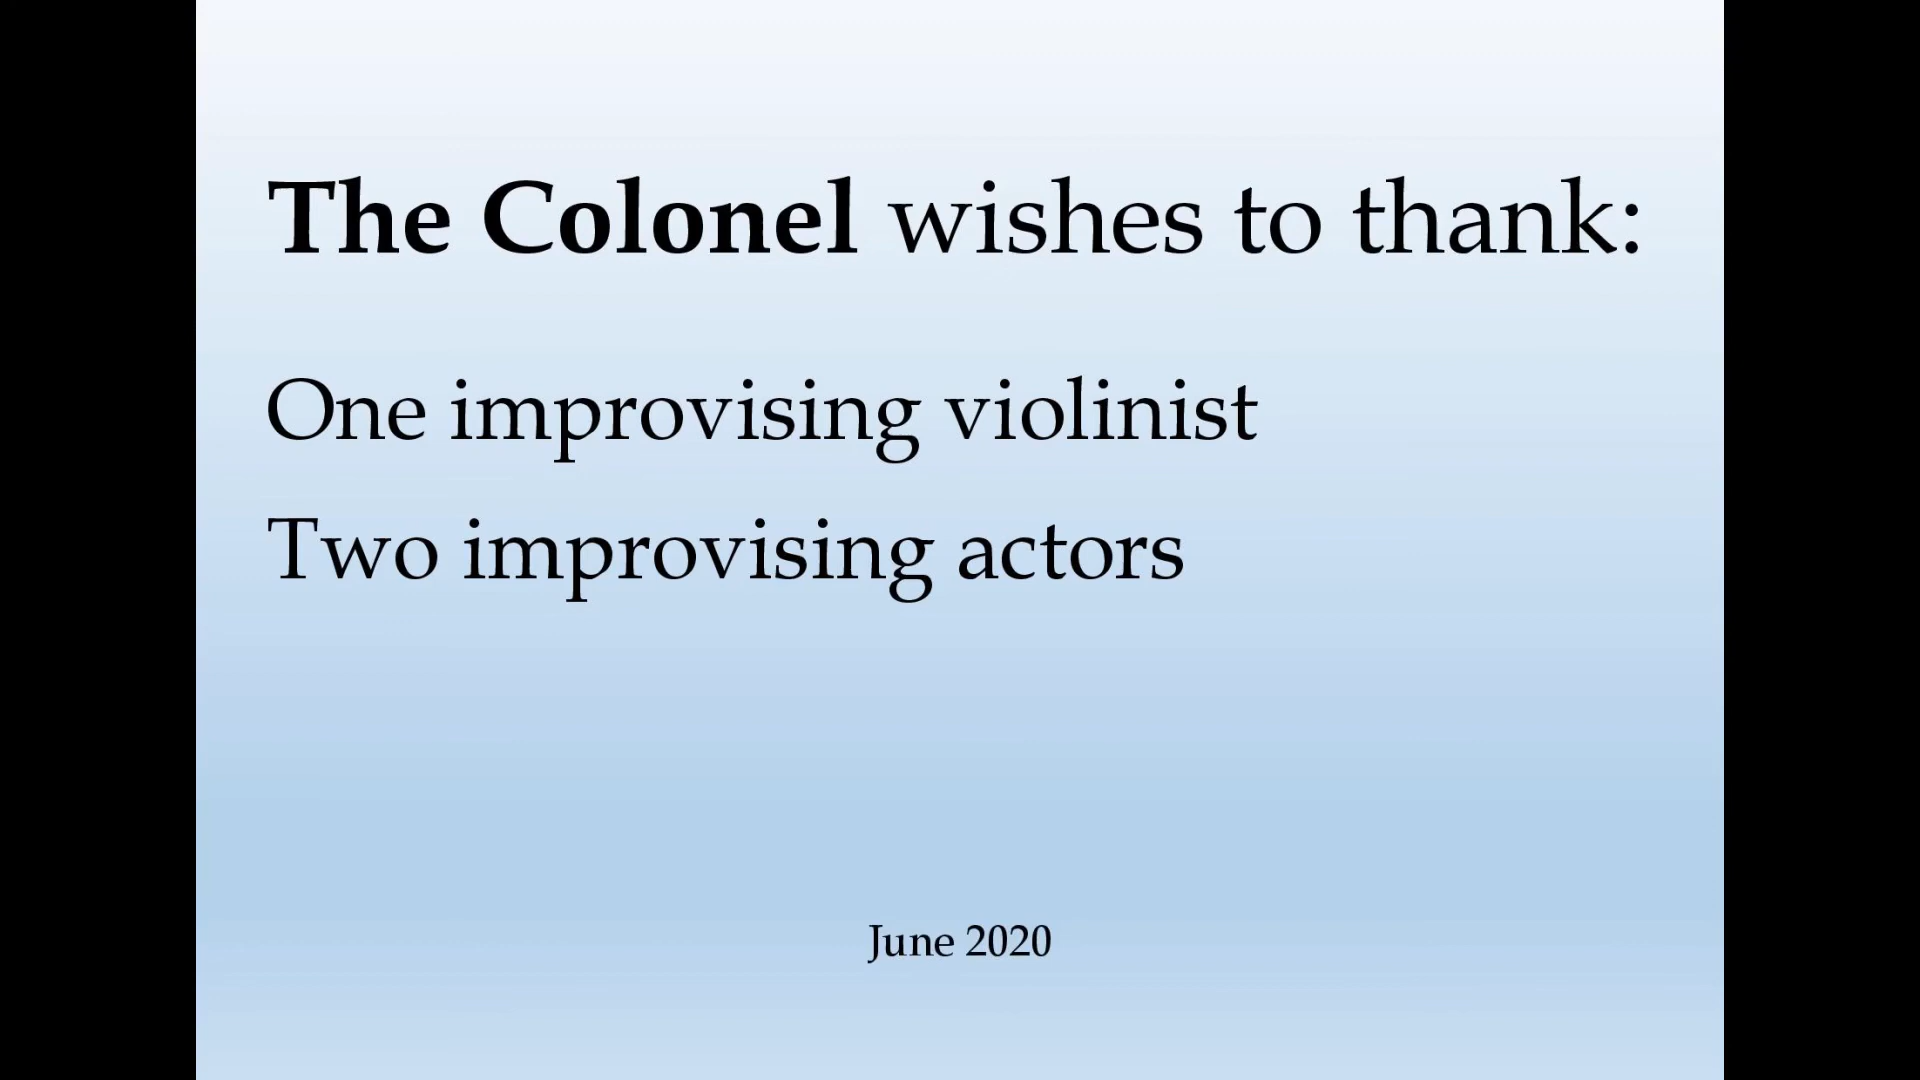 The Colonel wishes to thank:
One improvising violinist
Two improvising actors
June 2020